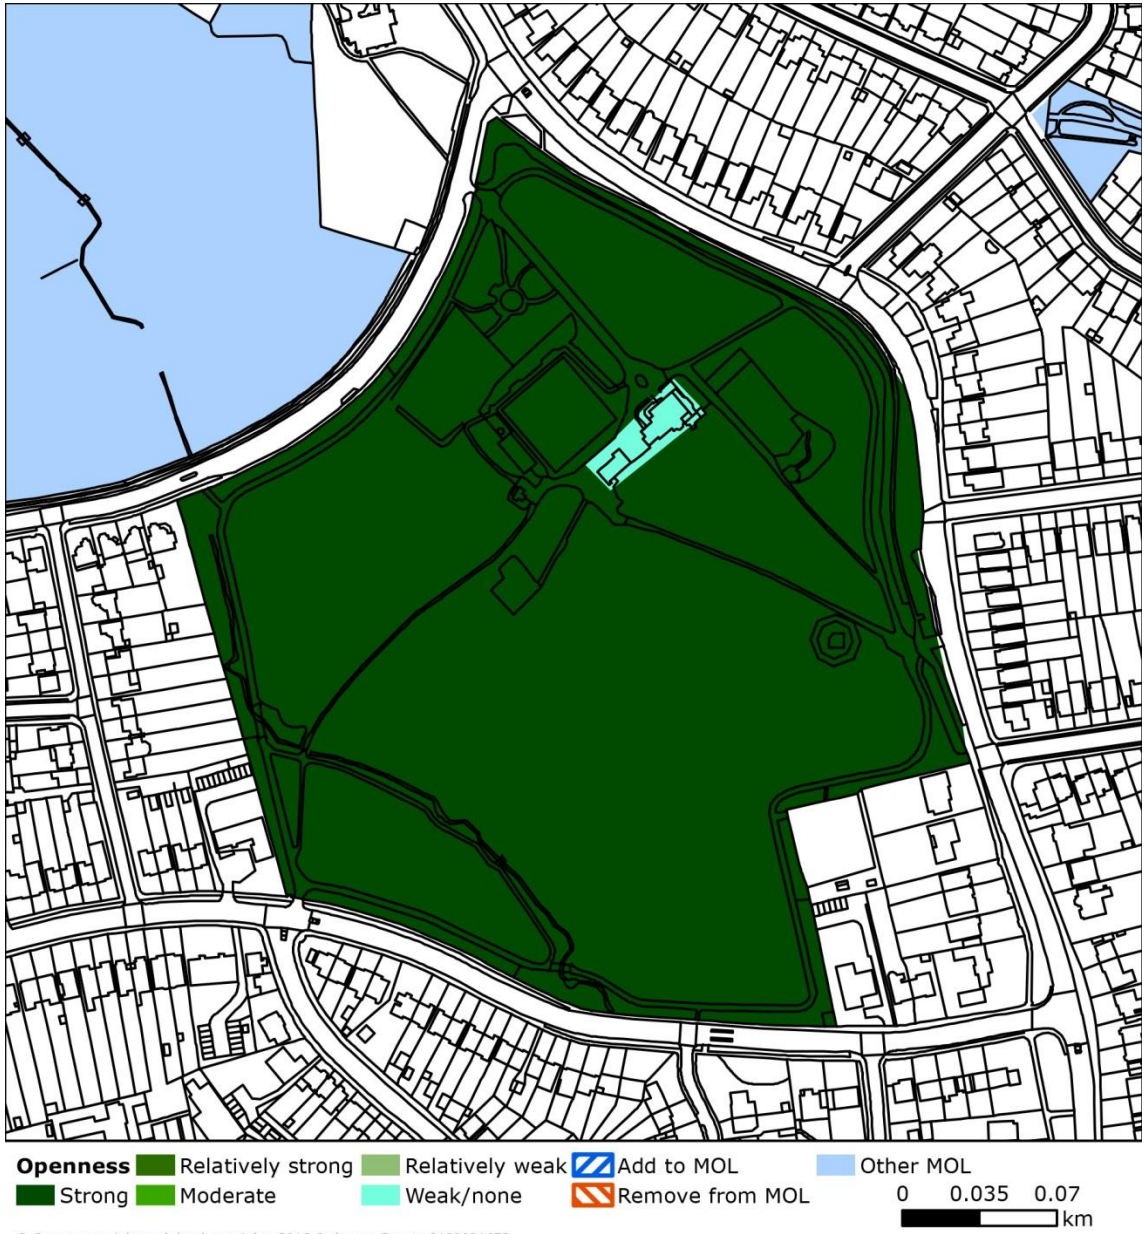 Openness Relatively strong Relatively weak Add to MOL Other MOL
Strong Moderate Weak/none Remove from MOL
0 0.035 0.07
km